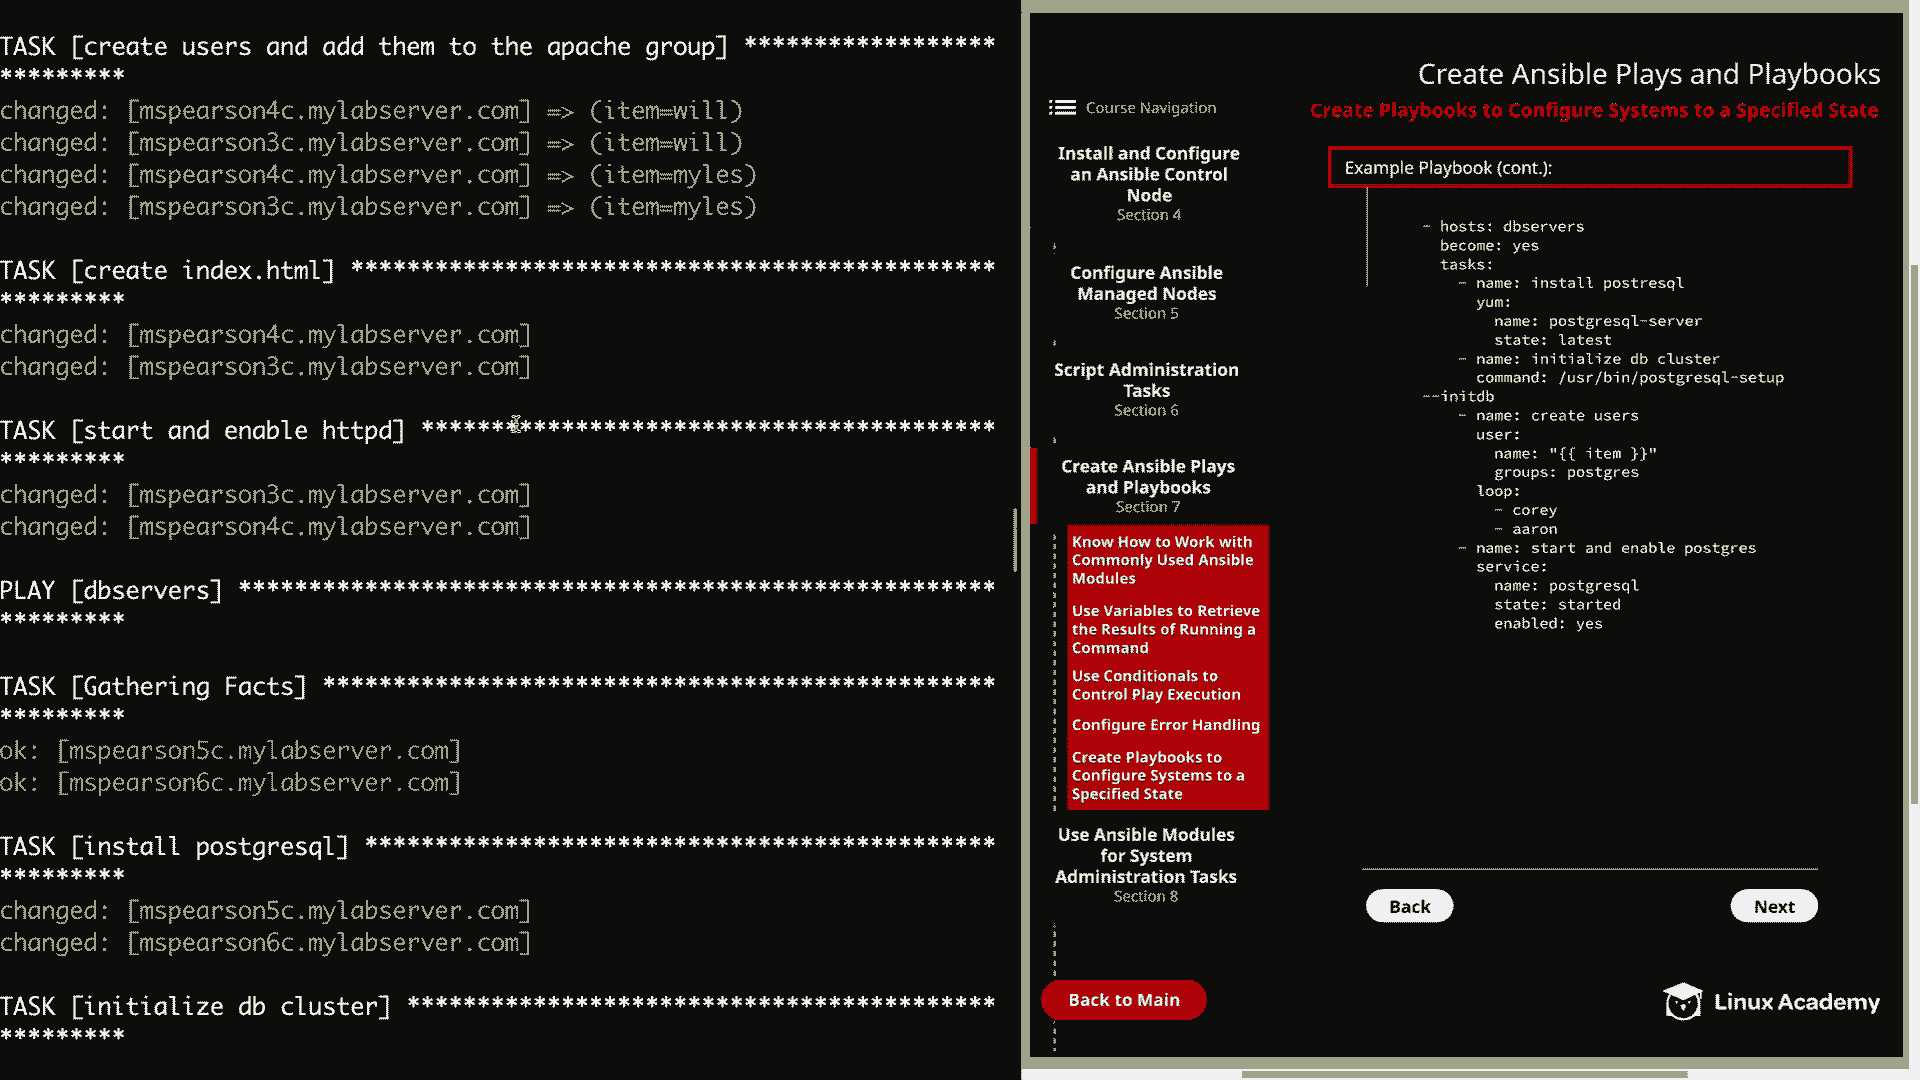 TASK [create users and add them to the apache group] ******************
*********
changed: [mspearson4c.mylabserver.com] => (item=will)
changed: [mspearson3c.mylabserver.com] => (item=will)
changed: [mspearson4c.mylabserver.com] => (item=myles)
changed: [mspearson3c.mylabserver.com] => (item=myles)
TASK [create index.html] **********************************************
*********
changed: [mspearson4c.mylabserver.com]
changed: [mspearson3c.mylabserver.com]
TASK [start and enable httpd] *****************************************
*********
changed: [mspearson3c.mylabserver.com]
changed: [mspearson4c.mylabserver.com]
PLAY [dbservers] ******************************************************
*********
TASK [Gathering Facts] ************************************************
*********
ok: [mspearson5c.mylabserver.com]
ok: [mspearson6c.mylabserver.com]
TASK [install postgresql] *********************************************
*********
changed: [mspearson5c.mylabserver.com]
changed: [mspearson6c.mylabserver.com]
TASK [initialize db cluster] ******************************************
*********
Course Navigation
Install and Configure
an Ansible Control
Node
Section 4
Configure Ansible
Managed Nodes
Section 5
Script Administration
Tasks
Section 6
Create Ansible Plays
and Playbooks
Section 7
Know How to Work with
Commonly Used Ansible
Modules
Use Variables to Retrieve
the Results of Running a
Command
Use Conditionals to
Control Play Execution
Configure Error Handling
Create Playbooks to
Configure Systems to a
Specified State
Use Ansible Modules
for System
Administration Tasks
Section 8
Back to Main
Create Ansible Plays and Playbooks
Create Playbooks to Configure Systems to a Specified State
Example Playbook (cont.):
- hosts: dbservers
become: yes
tasks:
- name: install postresql
yum:
name: postgresql-server
state: latest
- name: initialize db cluster
command: /usr/bin/postgresql-setup
--initdb
- name: create users
user:
name: "{{ item }}"
groups: postgres
loop:
- corey
- aaron
- name: start and enable postgres
service:
name: postgresql
state: started
enabled: yes
Back
Next
Linux Academy